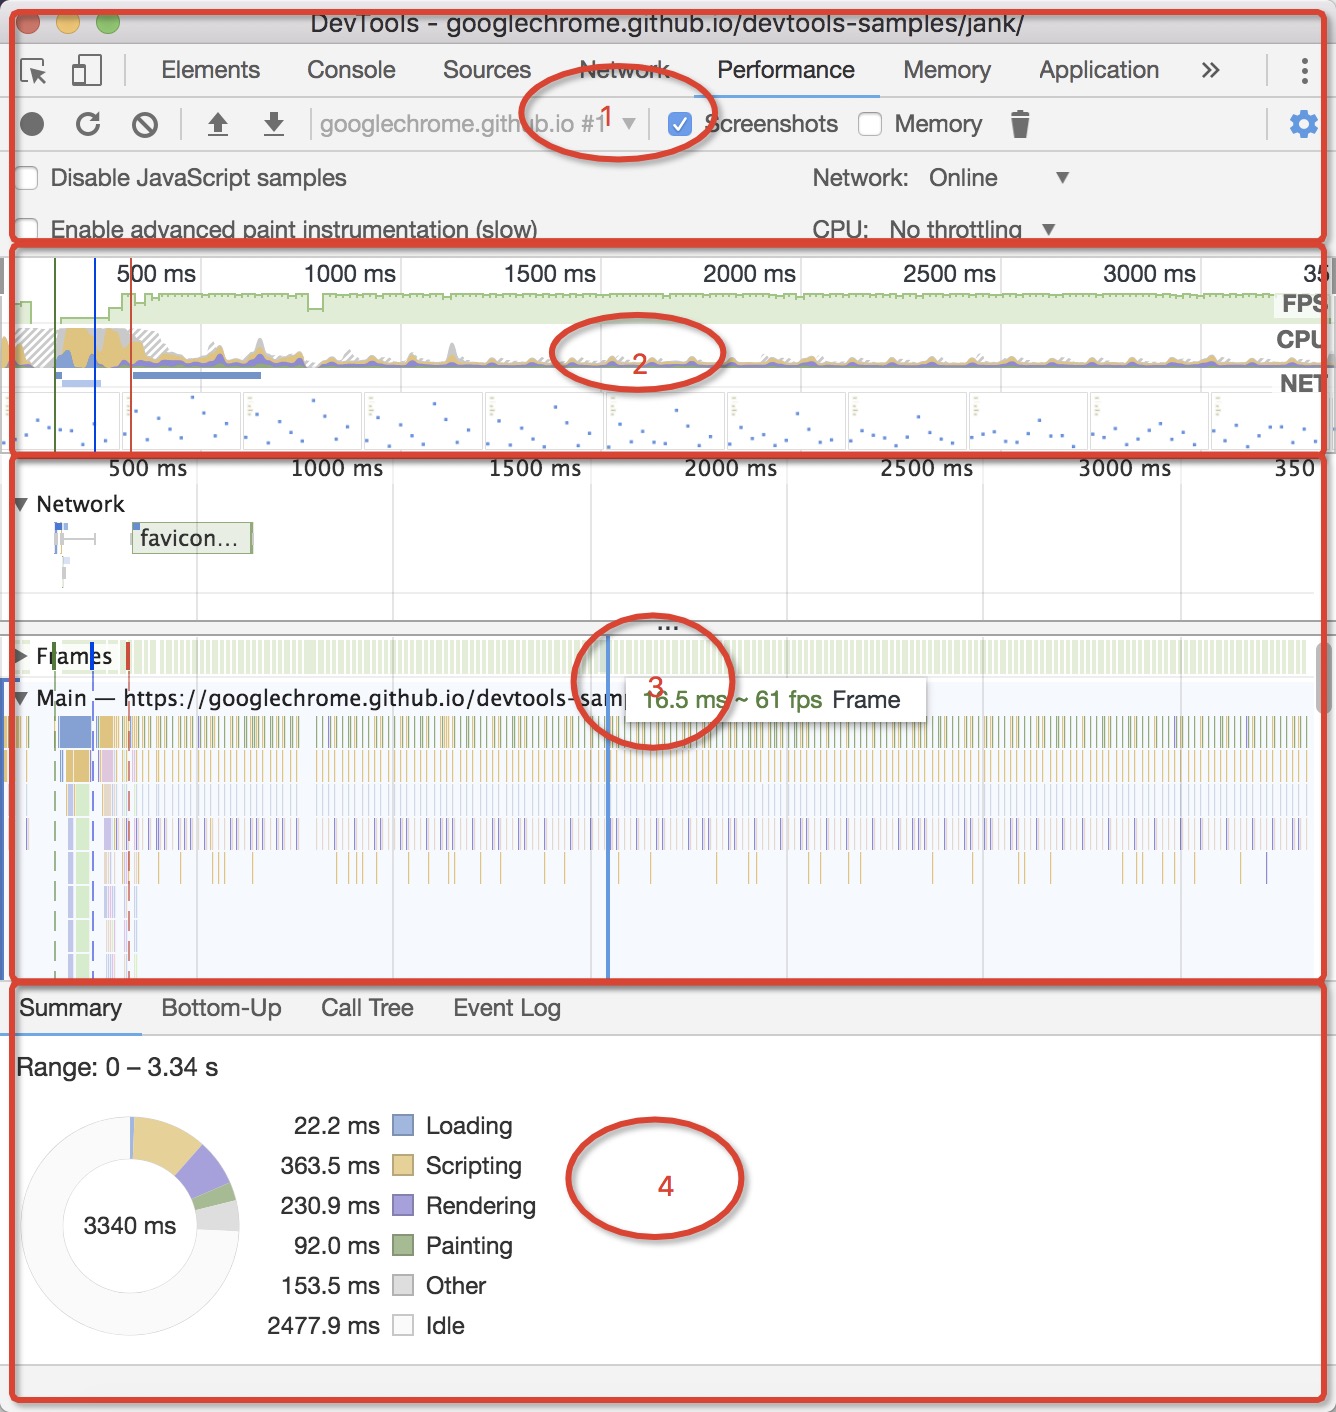 DevTools - googlechrome.github.io/devtools-samples/jank/
Elements Console Sources Network Performance Memory Application »
googlechrome.github.io #1 Screenshots Memory
1
Disable JavaScript samples Network: Online
Enable advanced paint instrumentation (slow) CPU: No throttling
500 ms 1000 ms 1500 ms 2000 ms 2500 ms 3000 ms 35
FPS
CPU
2
NET
500 ms 1000 ms 1500 ms 2000 ms 2500 ms 3000 ms 350
Network
favicon...
...
Frames
3
Main — https://googlechrome.github.io/devtools-sam
16.5 ms ~ 61 fps Frame
Summary Bottom-Up Call Tree Event Log
Range: 0 – 3.34 s
22.2 ms Loading
363.5 ms Scripting
4
230.9 ms Rendering
3340 ms
92.0 ms Painting
153.5 ms Other
2477.9 ms Idle